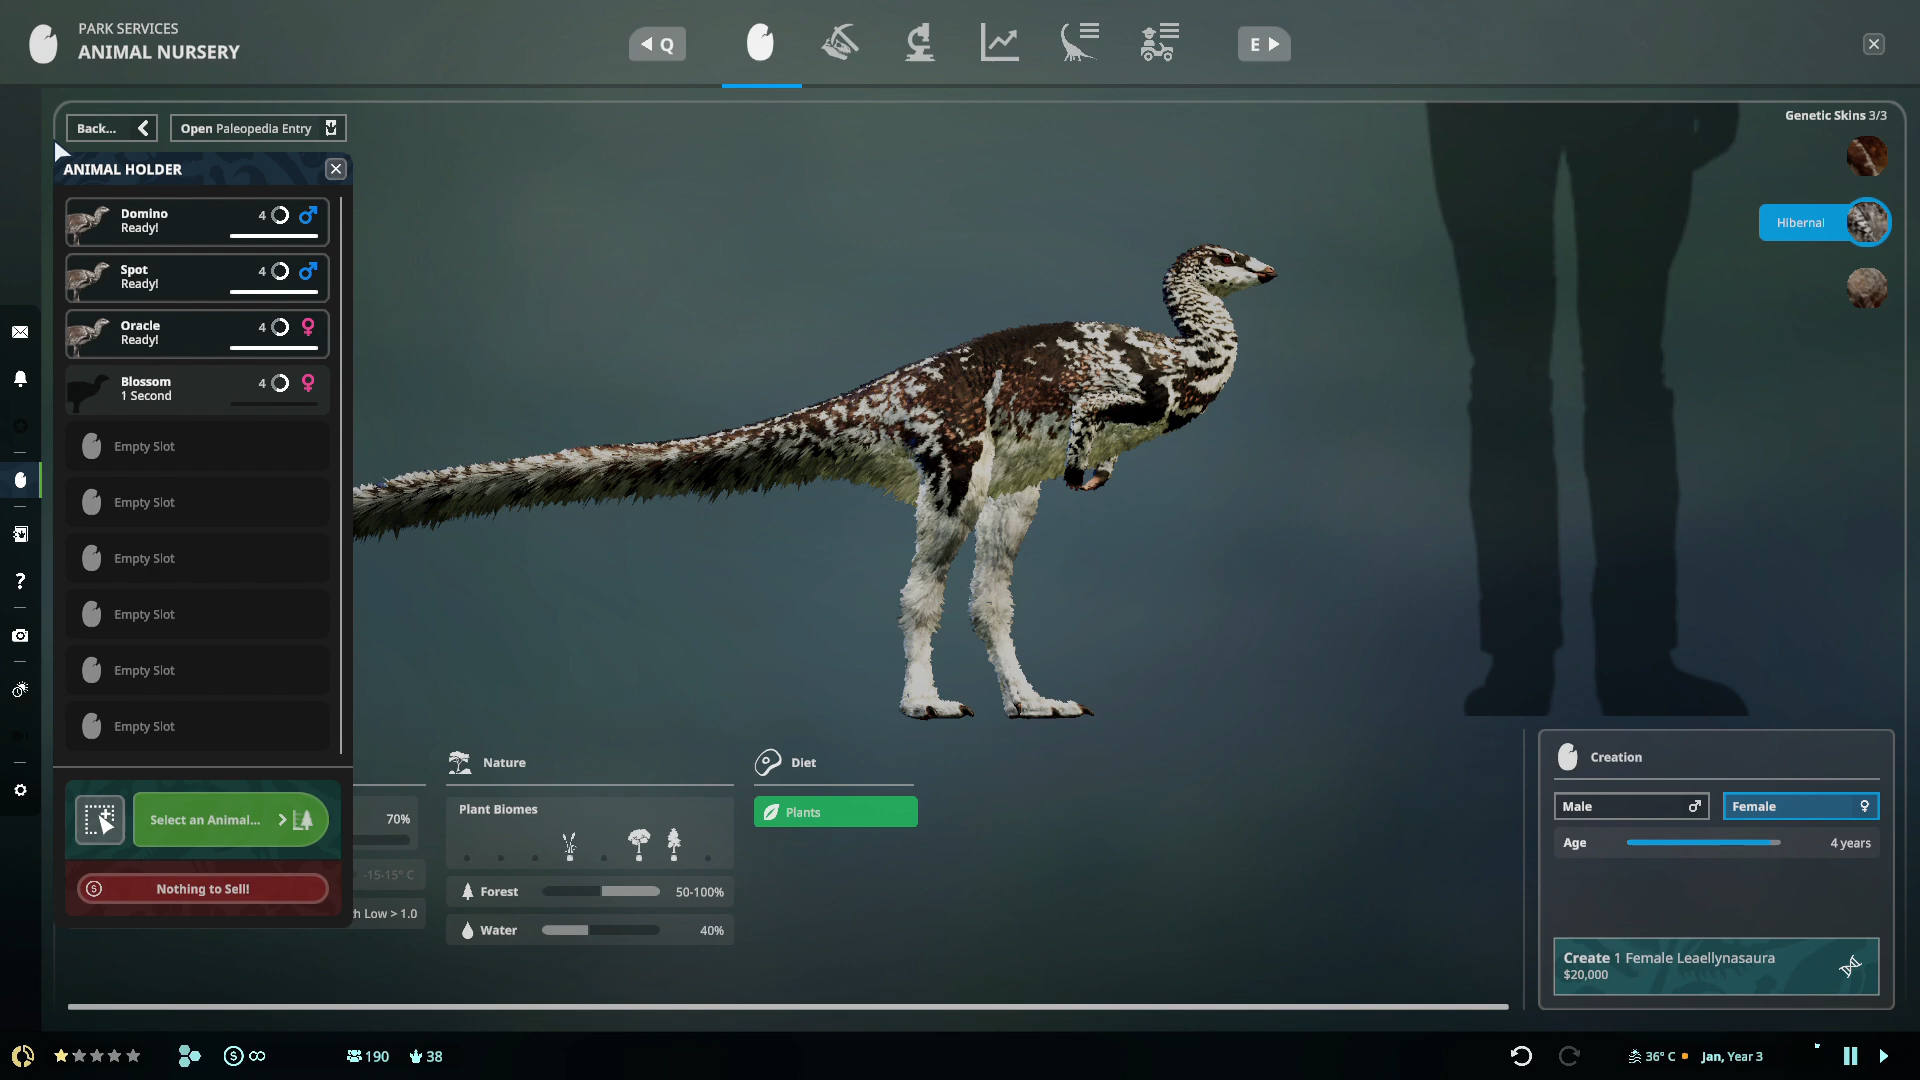 PARK SERVICES
ANIMAL NURSERY
Q
E
Back...
Open Paleopedia Entry
Genetic Skins 3/3
Hibernal
ANIMAL HOLDER
Domino
Ready!
4
Spot
Ready!
4
Oracle
Ready!
4
Blossom
1 Second
4
Empty Slot
Empty Slot
Empty Slot
Empty Slot
Empty Slot
Empty Slot
Select an Animal...
Nothing to Sell!
70%
-15-15° C
h Low > 1.0
Nature
Plant Biomes
Forest
50-100%
Water
40%
Diet
Plants
Creation
Male
Female
Age
4 years
Create 1 Female Leaellynasaura
$20,000
190
38
36° C
Jan, Year 3